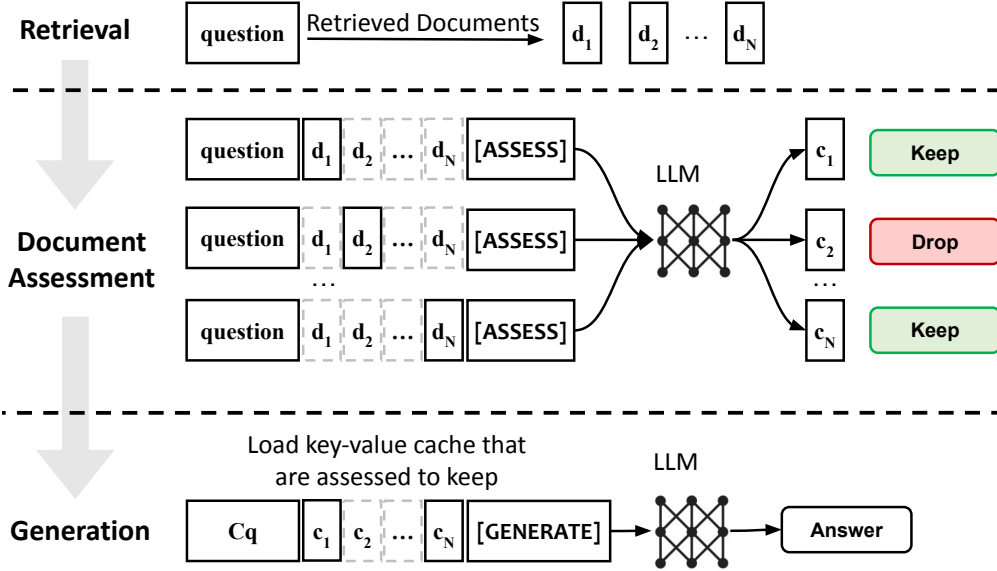 Retrieval
question
Retrieved Documents
d1 d2 … dN
question d1 d2 … dN [ASSESS]
LLM
c1 Keep
Document
Assessment
question d1 d2 … dN [ASSESS]
c2 Drop
…
…
question d1 d2 … dN [ASSESS]
cN Keep
Load key-value cache that
are assessed to keep
LLM
Generation
Cq c1 c2 … cN [GENERATE]
Answer